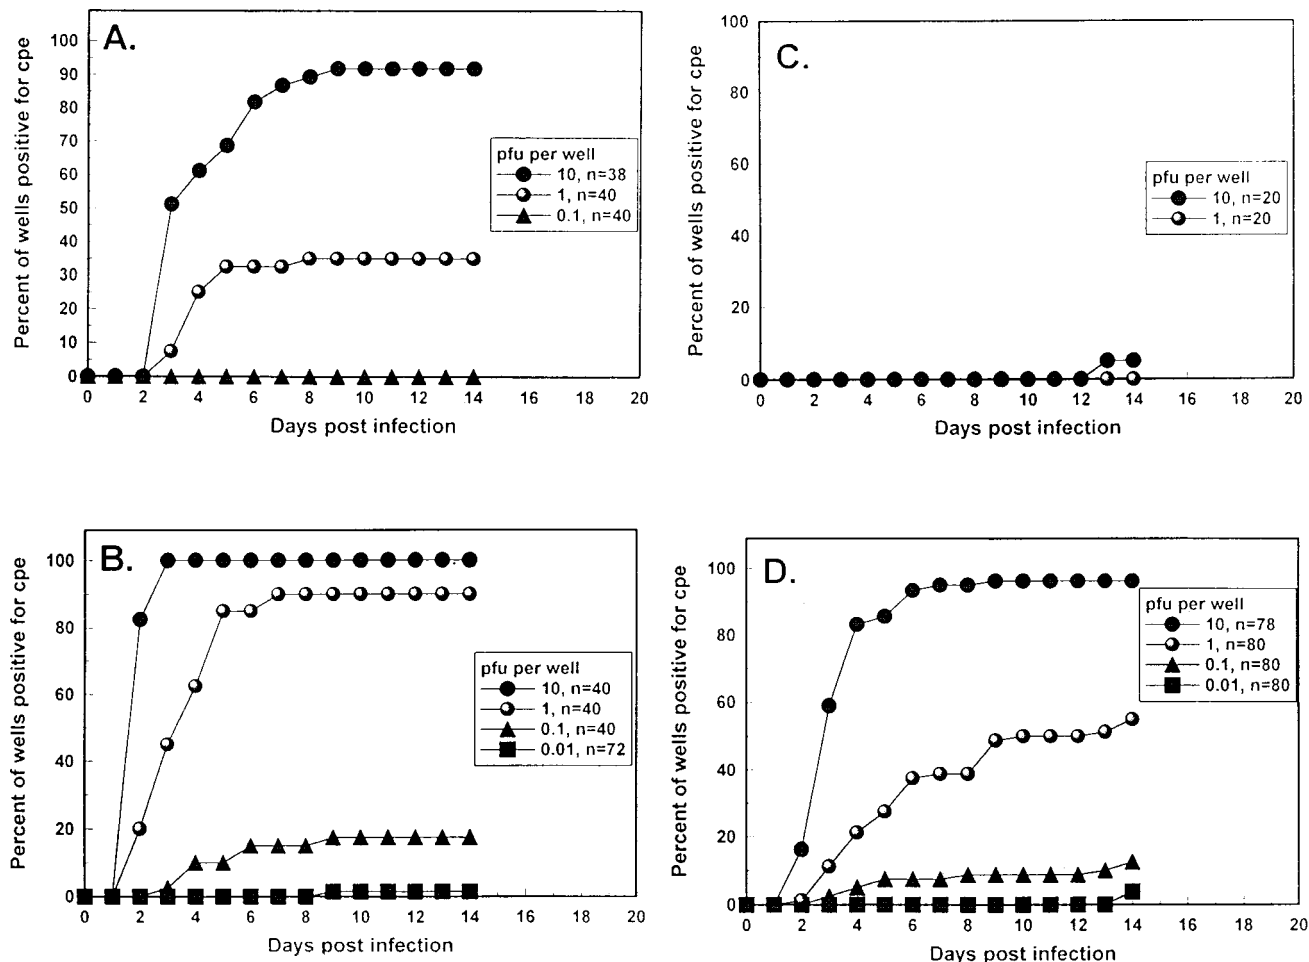 A.
Percent of wells positive for cpe
100
90
80
70
60
50
40
30
20
10
0
0 2 4 6 8 10 12 14 16 18 20
Days post infection
pfu per well
10, n=38
1, n=40
0.1, n=40
C.
Percent of wells positive for cpe
100
80
60
40
20
0
0 2 4 6 8 10 12 14 16 18 20
Days post infection
pfu per well
10, n=20
1, n=20
B.
Percent of wells positive for cpe
100
80
60
40
20
0
0 2 4 6 8 10 12 14 16 18 20
Days post infection
pfu per well
10, n=40
1, n=40
0.1, n=40
0.01, n=72
D.
Percent of wells positive for cpe
100
80
60
40
20
0
0 2 4 6 8 10 12 14 16 18 20
Days post infection
pfu per well
10, n=78
1, n=80
0.1, n=80
0.01, n=80